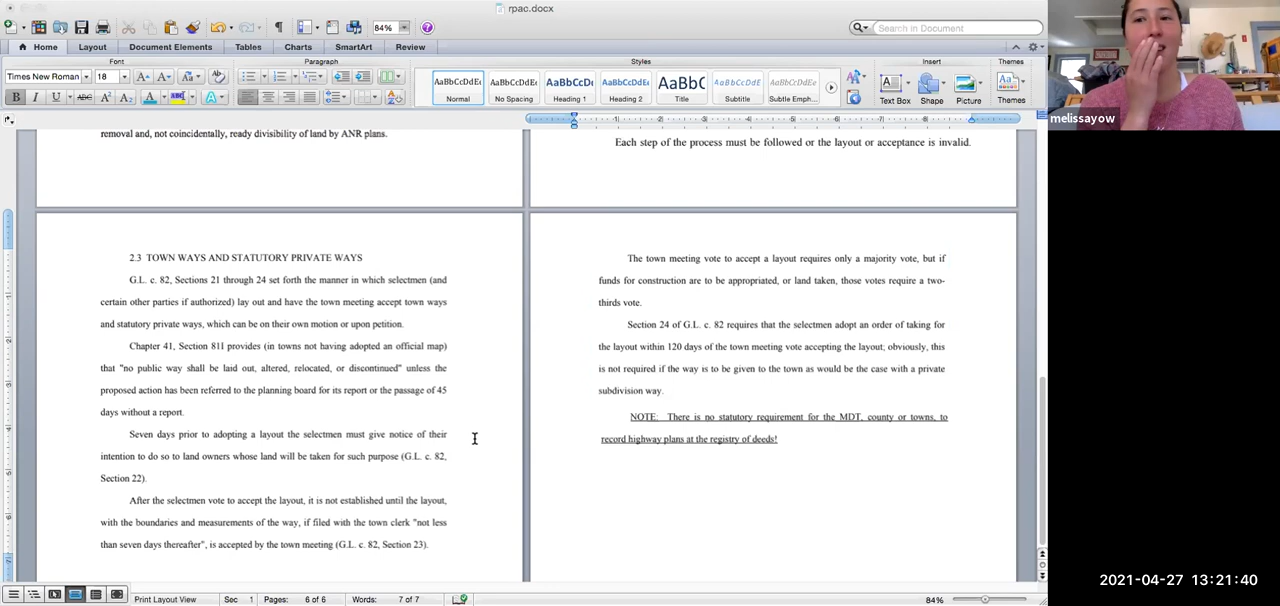 rpac.docx
84%
Search in Document
Home Layout Document Elements Tables Charts SmartArt Review
Font Paragraph Styles Insert Themes
Times New Roman 18
AaBbCcDdE AaBbCcDdE AaBbCcDc AaBbCcDdE AaBbC AaBbCcDdE AaBbCcDdEe
Normal No Spacing Heading 1 Heading 2 Title Subtitle Subtle Emph...
Text Box Shape Picture Themes
melissayow
removal and, not coincidentally, ready divisibility of land by ANR plans.
Each step of the process must be followed or the layout or acceptance is invalid.
2.3 TOWN WAYS AND STATUTORY PRIVATE WAYS
G.L. c. 82, Sections 21 through 24 set forth the manner in which selectmen (and
certain other parties if authorized) lay out and have the town meeting accept town ways
and statutory private ways, which can be on their own motion or upon petition.
Chapter 41, Section 811 provides (in towns not having adopted an official map)
that "no public way shall be laid out, altered, relocated, or discontinued" unless the
proposed action has been referred to the planning board for its report or the passage of 45
days without a report.
Seven days prior to adopting a layout the selectmen must give notice of their
intention to do so to land owners whose land will be taken for such purpose (G.L. c. 82,
Section 22).
After the selectmen vote to accept the layout, it is not established until the layout,
with the boundaries and measurements of the way, if filed with the town clerk "not less
than seven days thereafter", is accepted by the town meeting (G.L. c. 82, Section 23).
The town meeting vote to accept a layout requires only a majority vote, but if
funds for construction are to be appropriated, or land taken, those votes require a two-
thirds vote.
Section 24 of G.L. c. 82 requires that the selectmen adopt an order of taking for
the layout within 120 days of the town meeting vote accepting the layout; obviously, this
is not required if the way is to be given to the town as would be the case with a private
subdivision way.
NOTE: There is no statutory requirement for the MDT, county or towns, to
record highway plans at the registry of deeds!
Print Layout View Sec 1 Pages: 6 of 6 Words: 7 of 7 84%
2021-04-27 13:21:40